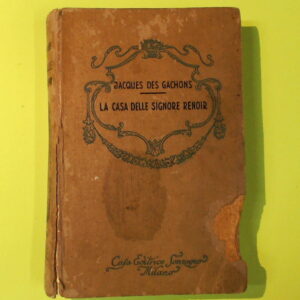 JACQUES DES GACHONS
LA CASA DELLE SIGNORE RENOIR
Casa Editrice Sonzogno
Milano